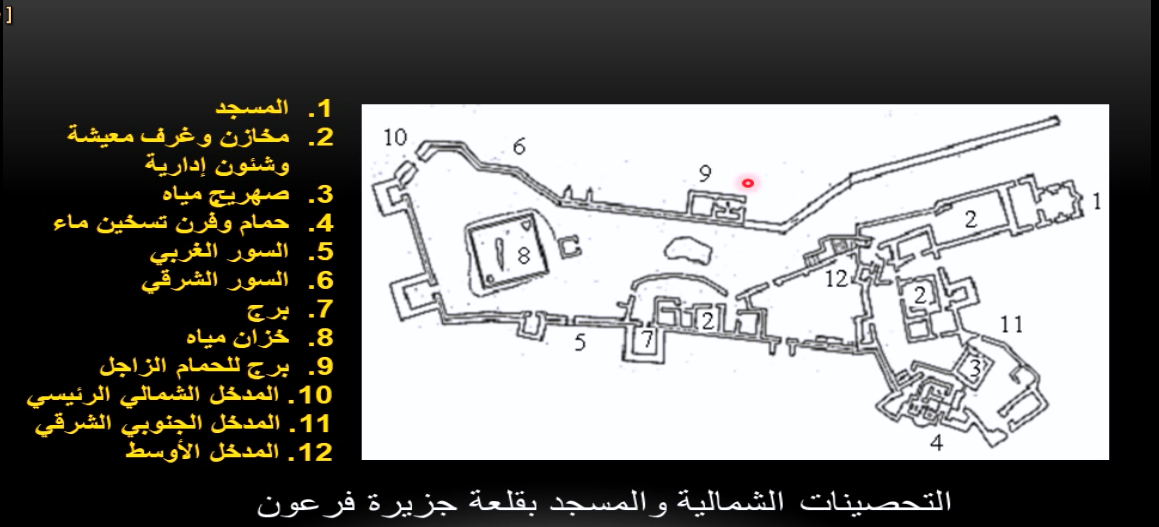 ]
1. المسجد
2. مخازن وغرف معيشة
وشئون إدارية
3. صهريج مياه
4. حمام وفرن تسخين ماء
5. السور الغربي
6. السور الشرقي
7. برج
8. خزان مياه
9. برج للحمام الزاجل
10. المدخل الشمالي الرئيسي
11. المدخل الجنوبي الشرقي
12. المدخل الأوسط
10
6
9
1
2
8
12
2
11
5
7
2
3
4
التحصينات الشمالية والمسجد بقلعة جزيرة فرعون